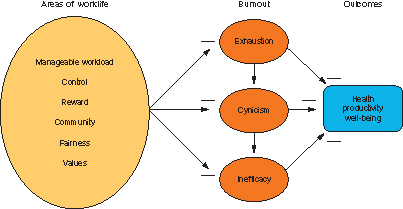 Areas of worklife
Burnout
Outcomes
Manageable workload
Control
Reward
Community
Fairness
Values
Exhaustion
Cynicism
Inefficacy
Health
productivity
well-being